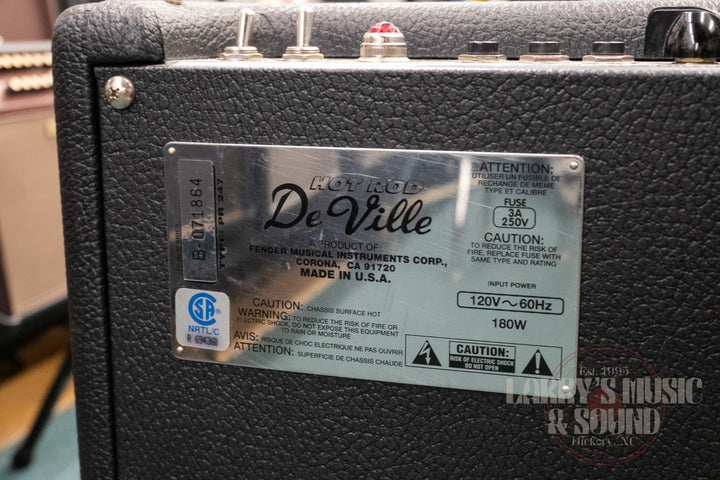 HOT ROD
DeVille
A PRODUCT OF:
FENDER MUSICAL INSTRUMENTS CORP.,
CORONA, CA 91720
MADE IN U.S.A.
B-071864
TYPE: PR 247
NRTL/C
R 69436
ATTENTION:
UTILISER UN FUSIBLE DE
RECHANGE DE MEME
TYPE ET CALIBRE
FUSE
3A
250V
CAUTION:
TO REDUCE THE RISK OF
FIRE, REPLACE FUSE WITH
SAME TYPE AND RATING
INPUT POWER
120V~60Hz
180W
CAUTION: CHASSIS SURFACE HOT
WARNING: TO REDUCE THE RISK OF FIRE OR
ELECTRIC SHOCK, DO NOT EXPOSE THIS EQUIPMENT
TO RAIN OR MOISTURE
AVIS: RISQUE DE CHOC ELECTRIQUE NE PAS OUVRIR
ATTENTION: SUPERFICIE DE CHASSIS CHAUDE
CAUTION:
RISK OF ELECTRIC SHOCK
DO NOT OPEN
Est. 1995
LARRY'S MUSIC
& SOUND
Hickory, NC